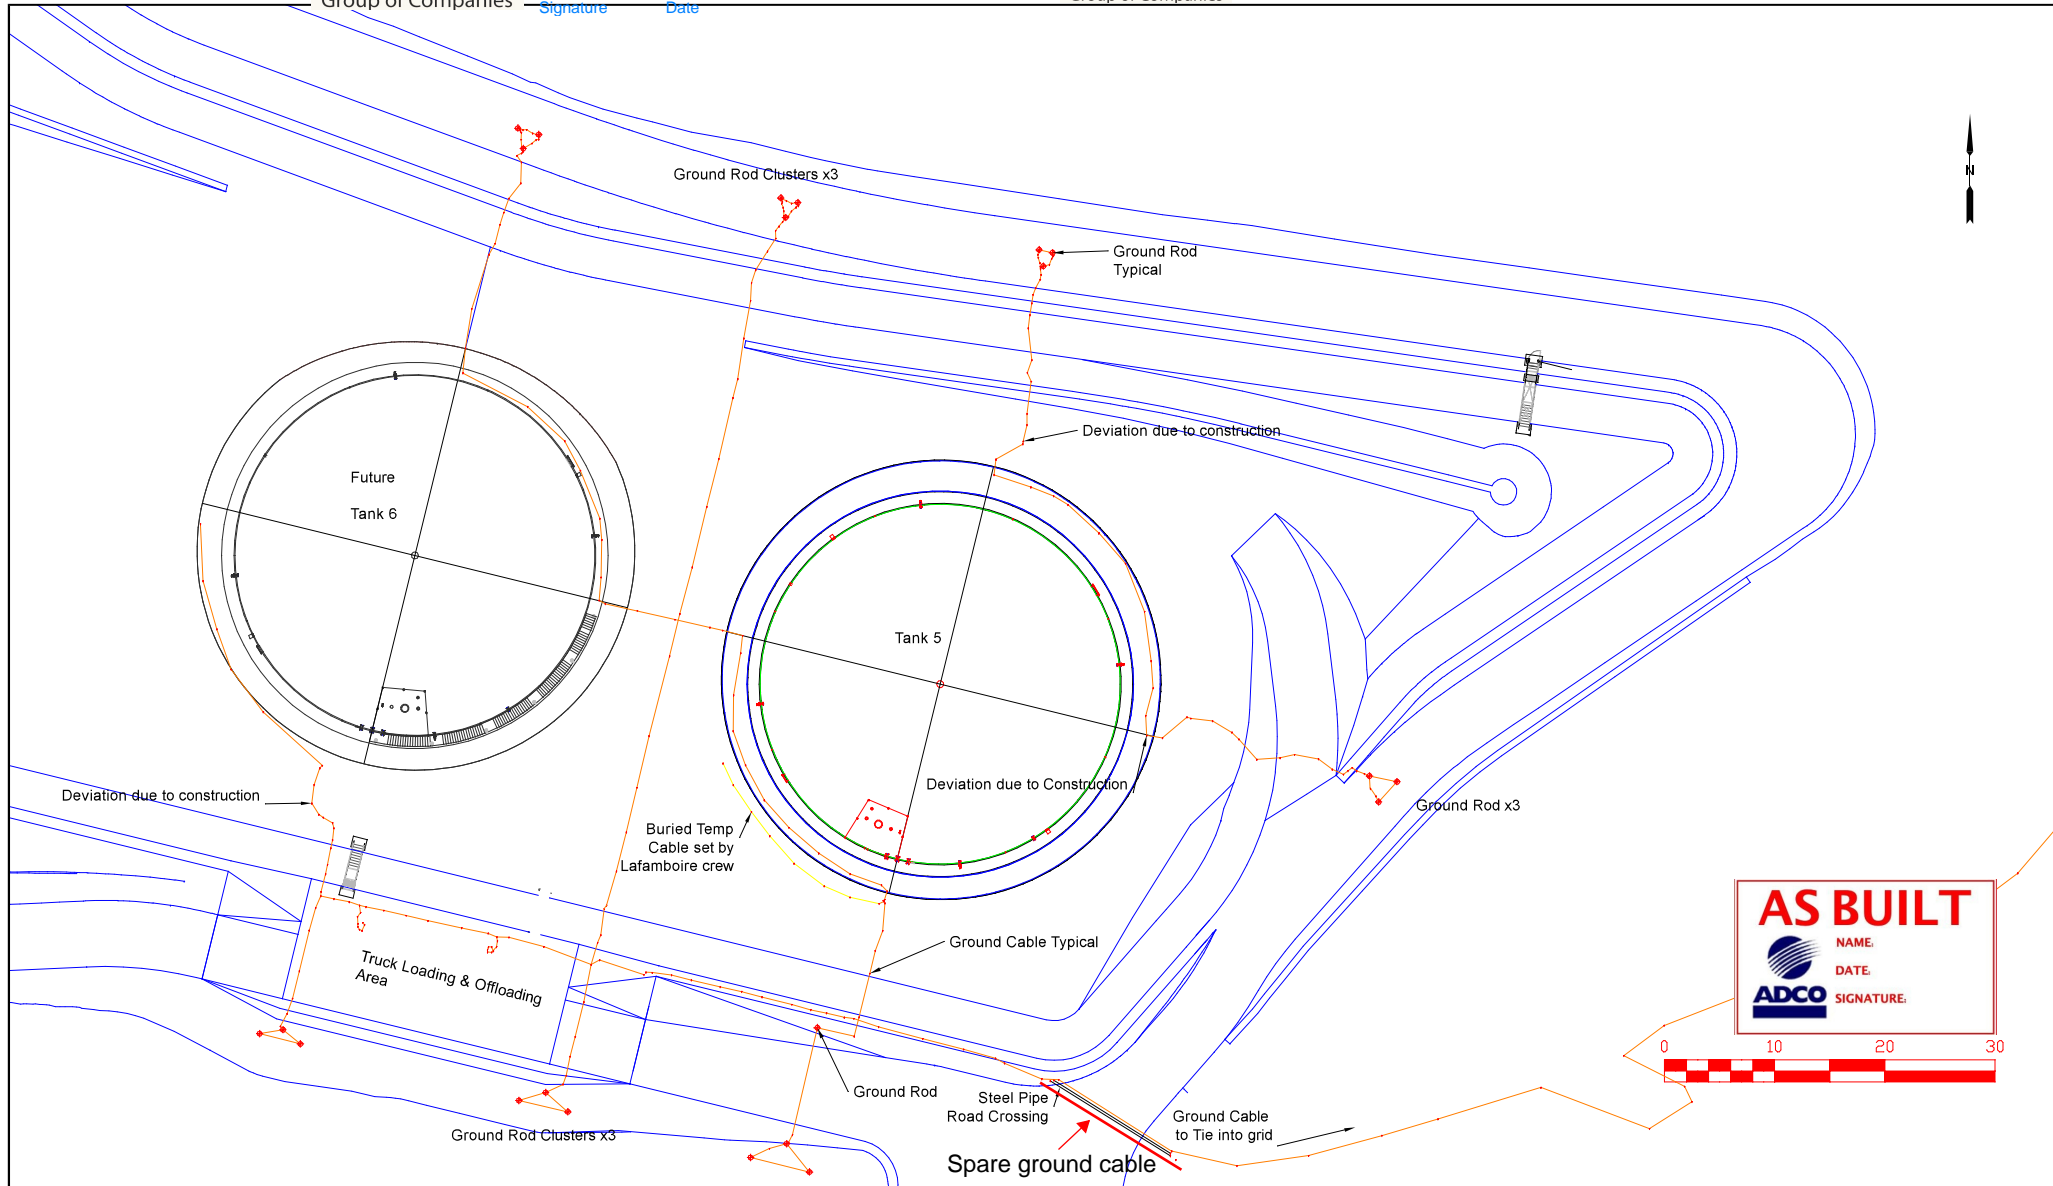 Group of Companies
Signature
Date
Group of Companies
Ground Rod Clusters x3
N
Ground Rod
Typical
Deviation due to construction
Future
Tank 6
Tank 5
Deviation due to Construction
Deviation due to construction
Ground Rod x3
Buried Temp
Cable set by
Lafamboire crew
Ground Cable Typical
Truck Loading & Offloading
Area
AS BUILT
NAME:
DATE:
ADCO
SIGNATURE:
0 10 20 30
Ground Rod
Steel Pipe
Road Crossing
Ground Cable
to Tie into grid
Ground Rod Clusters x3
Spare ground cable